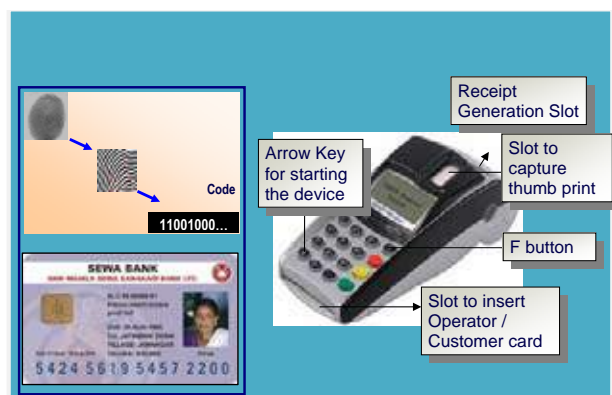 Receipt
Generation Slot
Slot to
capture
thumb print
Arrow Key
for starting
the device
Code
11001000...
F button
SEWA BANK
Slot to insert
Operator /
Customer card
5424 5619 5457 2200